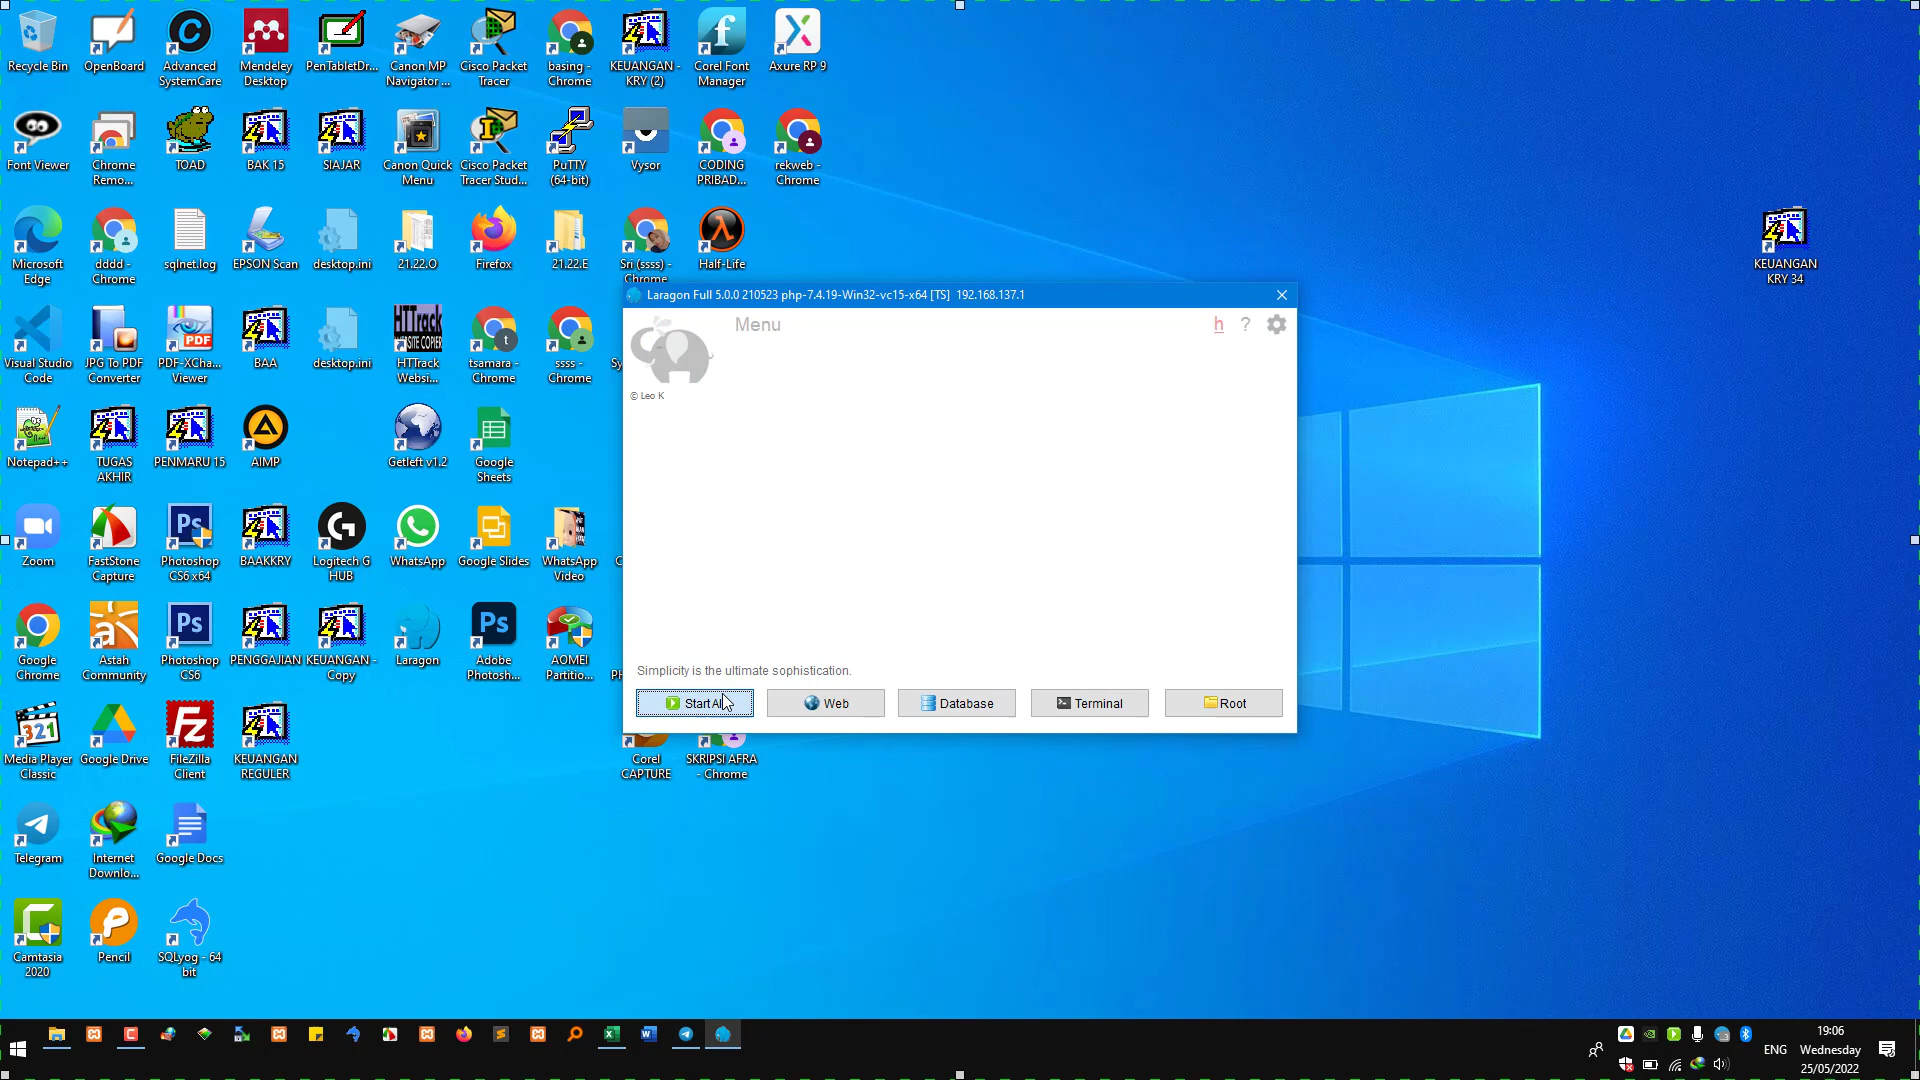 Recycle Bin
OpenBoard
Advanced
SystemCare
Mendeley
Desktop
PenTabletDr...
Canon MP
Navigator ...
Cisco Packet
Tracer
basing -
Chrome
KEUANGAN -
KRY (2)
Corel Font
Manager
Axure RP 9
Font Viewer
Chrome
Remo...
TOAD
BAK 15
SIAJAR
Canon Quick
Menu
Cisco Packet
Tracer Stud...
PuTTY
(64-bit)
Vysor
CODING
PRIBAD...
rekweb -
Chrome
Microsoft
Edge
dddd -
Chrome
sqlnet.log
EPSON Scan
desktop.ini
21.22.O
Firefox
21.22.E
Sri (ssss) -
Chrome
Half-Life
KEUANGAN
KRY 34
Visual Studio
Code
JPG To PDF
Converter
PDF-XCha...
Viewer
BAA
desktop.ini
HTTrack
Websi...
tsamara -
Chrome
ssss -
Chrome
Notepad++
TUGAS
AKHIR
PENMARU 15
AIMP
Getleft v1.2
Google
Sheets
Zoom
FastStone
Capture
Photoshop
CS6 x64
BAAKKRY
Logitech G
HUB
WhatsApp
Google Slides
WhatsApp
Video
Google
Chrome
Astah
Community
Photoshop
CS6
PENGGAJIAN
KEUANGAN -
Copy
Laragon
Adobe
Photosh...
AOMEI
Partitio...
Media Player
Classic
Google Drive
FileZilla
Client
KEUANGAN
REGULER
Corel
CAPTURE
SKRIPSI AFRA
- Chrome
Telegram
Internet
Downlo...
Google Docs
Camtasia
2020
Pencil
SQLyog - 64
bit
Laragon Full 5.0.0 210523 php-7.4.19-Win32-vc15-x64 [TS] 192.168.137.1
Menu
h ?
© Leo K
Simplicity is the ultimate sophistication.
Start All
Web
Database
Terminal
Root
ENG
19:06
Wednesday
25/05/2022